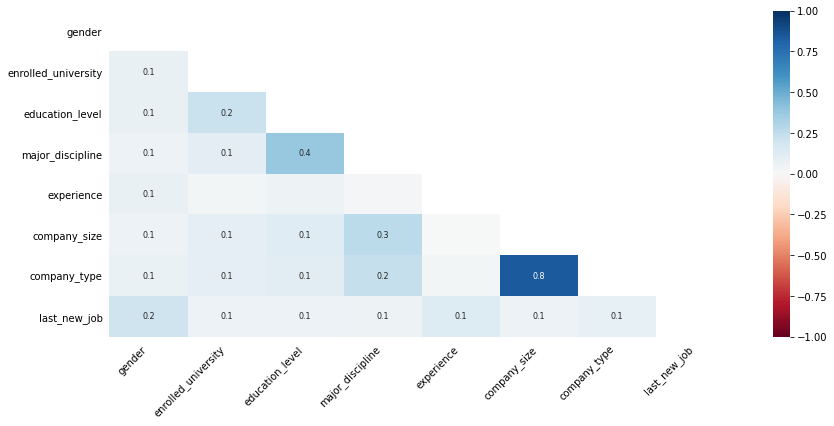 gender
enrolled_university 0.1
education_level 0.1 0.2
major_discipline 0.1 0.1 0.4
experience 0.1
company_size 0.1 0.1 0.1 0.3
company_type 0.1 0.1 0.1 0.2 0.8
last_new_job 0.2 0.1 0.1 0.1 0.1 0.1 0.1
gender
enrolled_university
education_level
major_discipline
experience
company_size
company_type
last_new_job
1.00
0.75
0.50
0.25
0.00
−0.25
−0.50
−0.75
−1.00